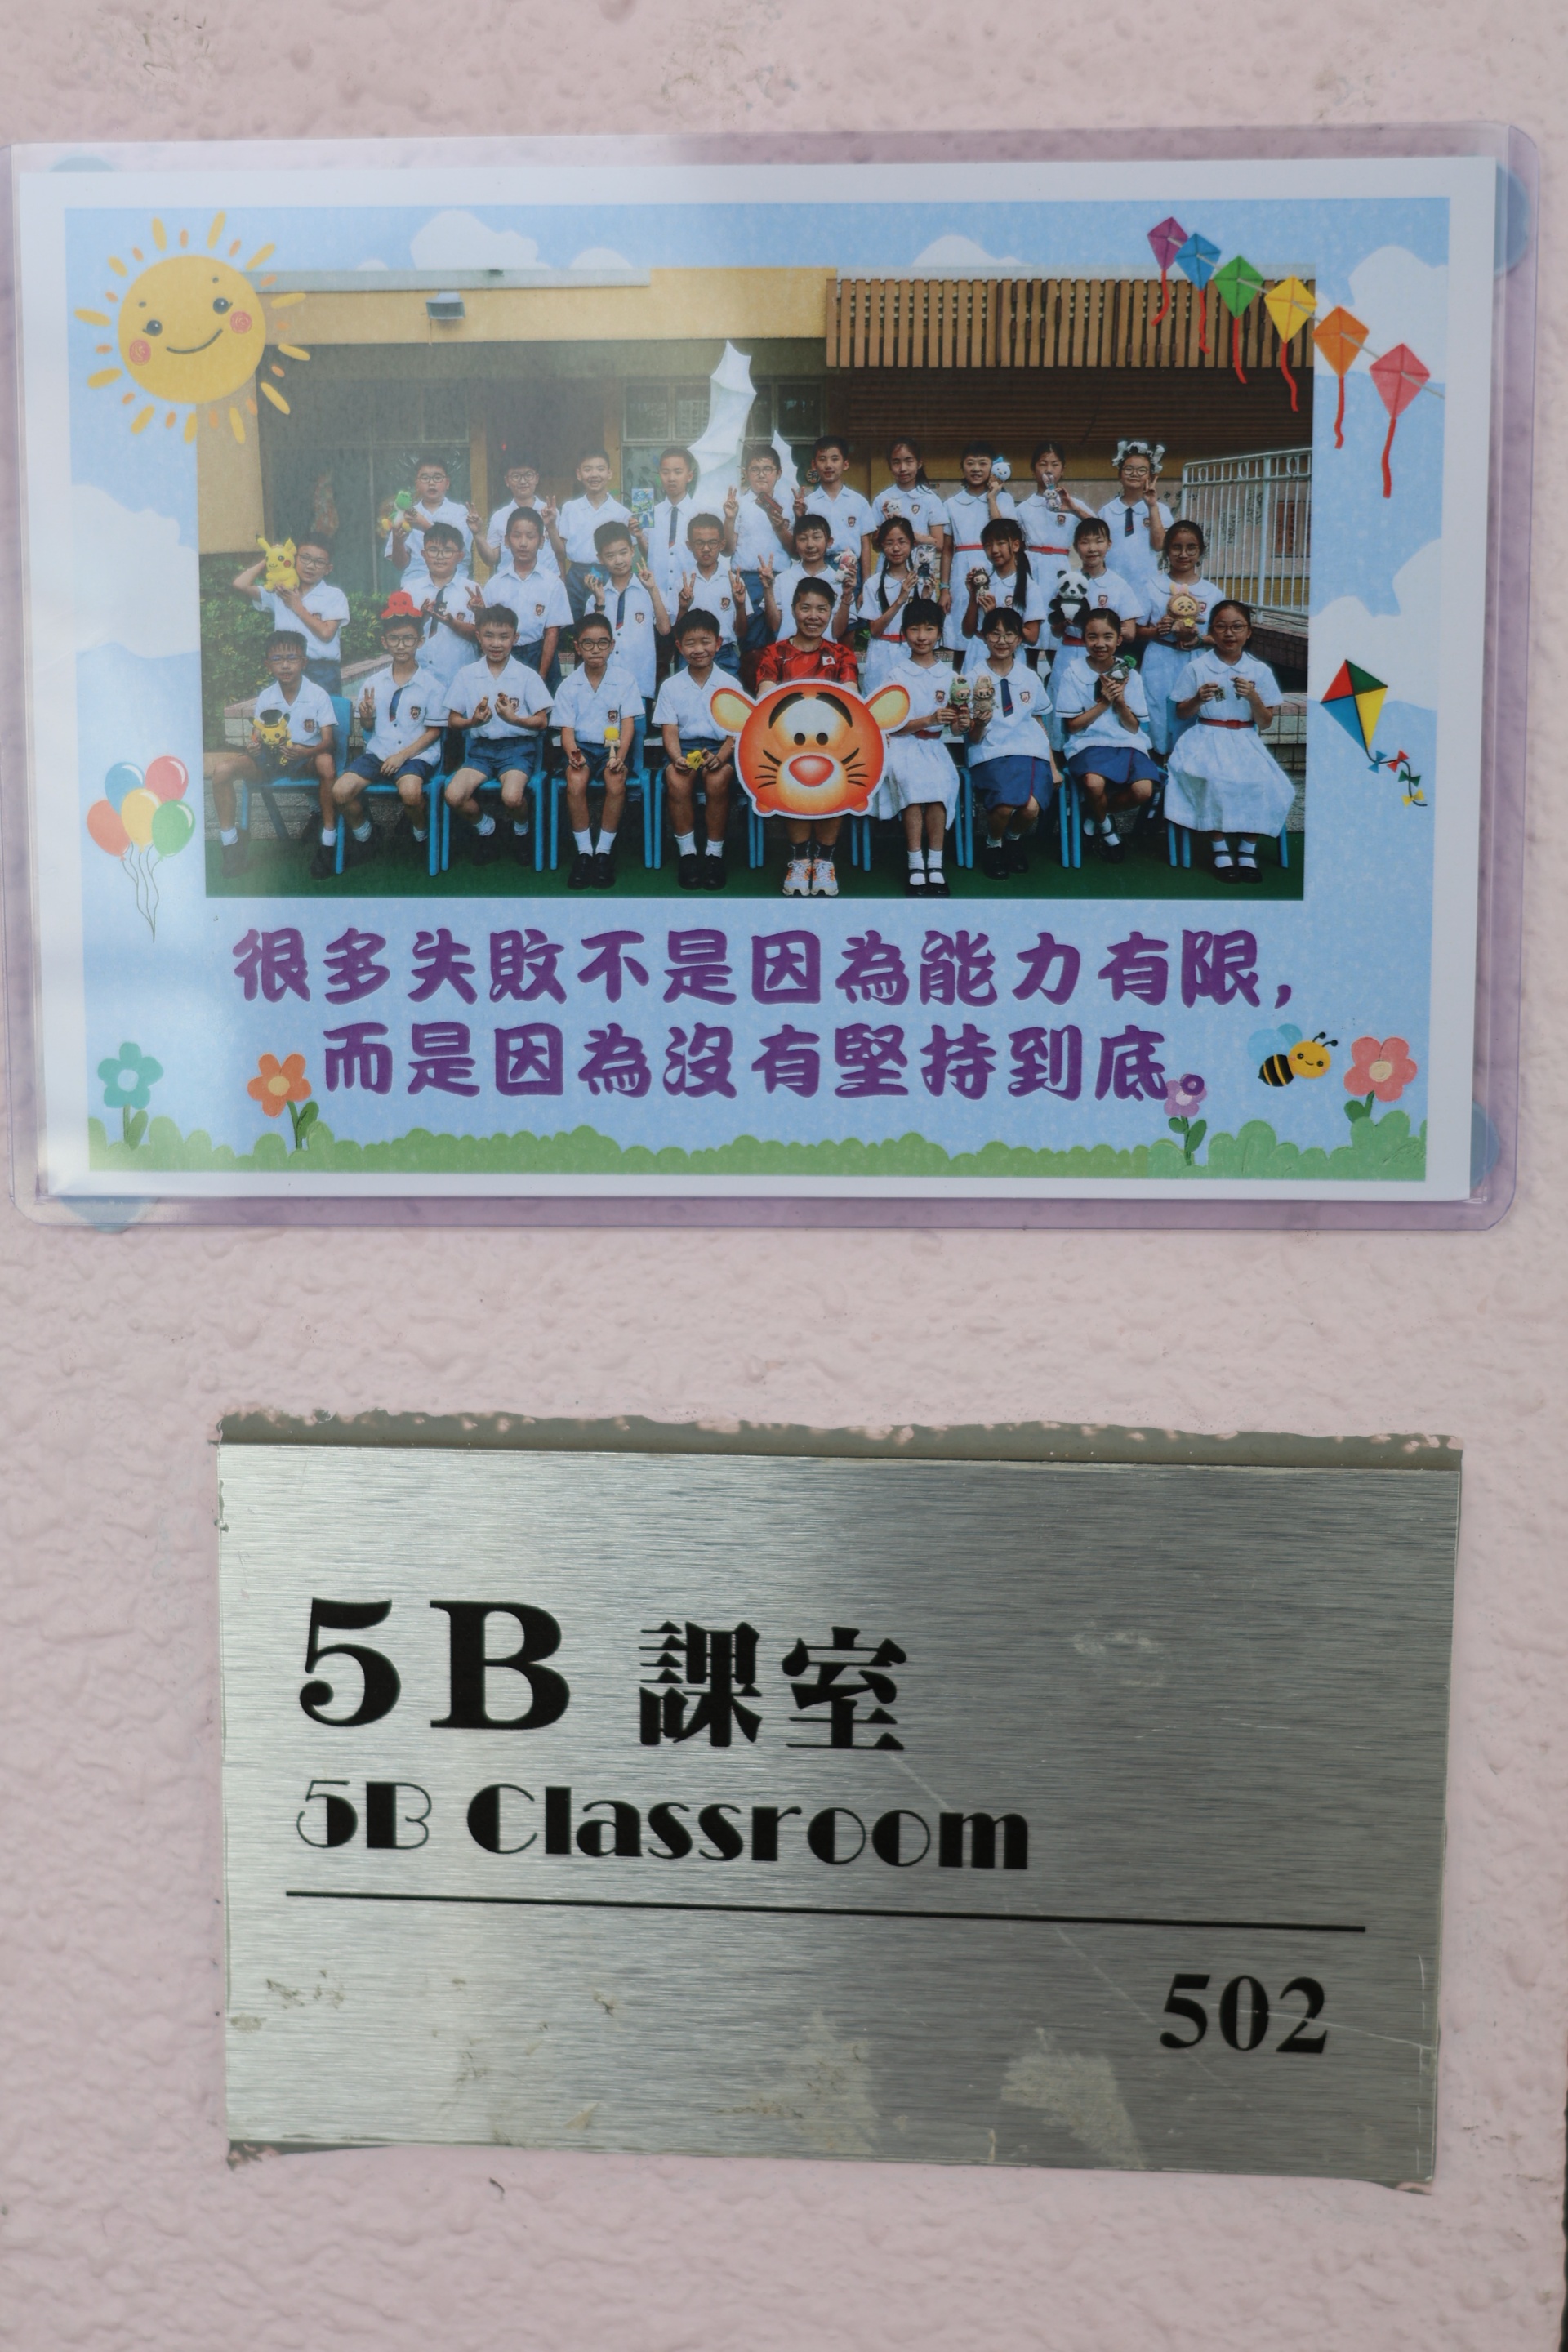 很多失敗不是因為能力有限，
而是因為沒有堅持到底。
5B 課室
5B Classroom
502